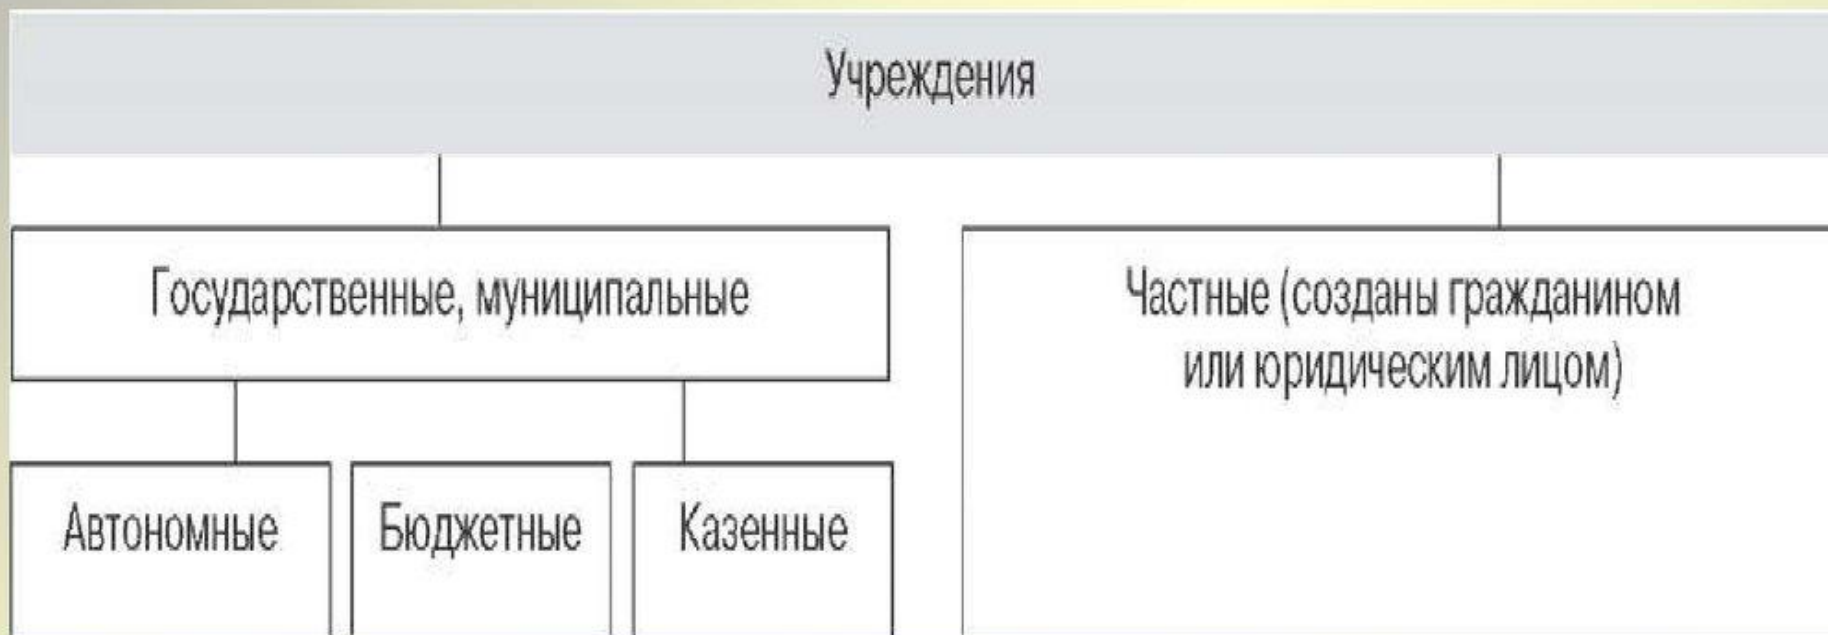 Учреждения
Государственные, муниципальные
Частные (созданы гражданином
или юридическим лицом)
Автономные
Бюджетные
Казенные